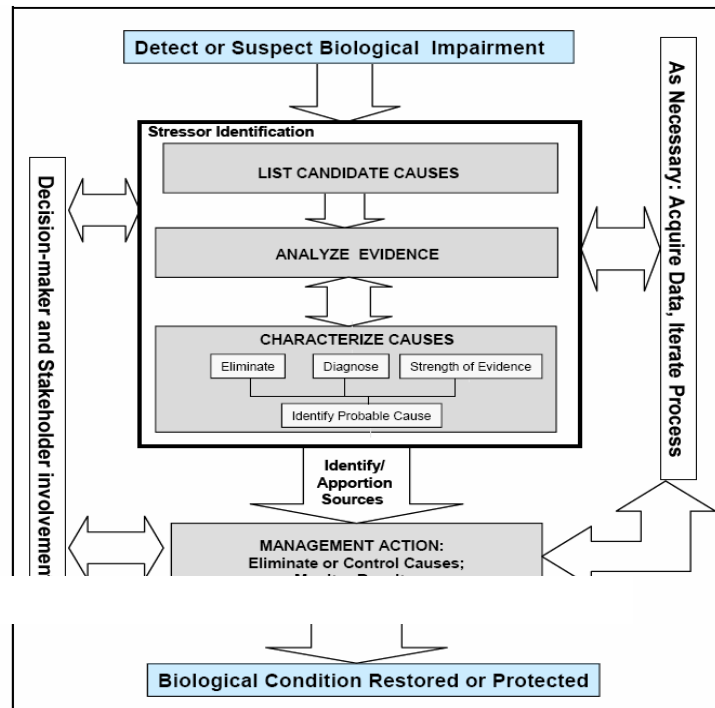 Detect or Suspect Biological Impairment
Stressor Identification
LIST CANDIDATE CAUSES
ANALYZE EVIDENCE
CHARACTERIZE CAUSES
Eliminate
Diagnose
Strength of Evidence
Identify Probable Cause
Decision-maker and Stakeholder involvement
As Necessary: Acquire Data, Iterate Process
Identify/
Apportion
Sources
MANAGEMENT ACTION:
Eliminate or Control Causes;
Biological Condition Restored or Protected